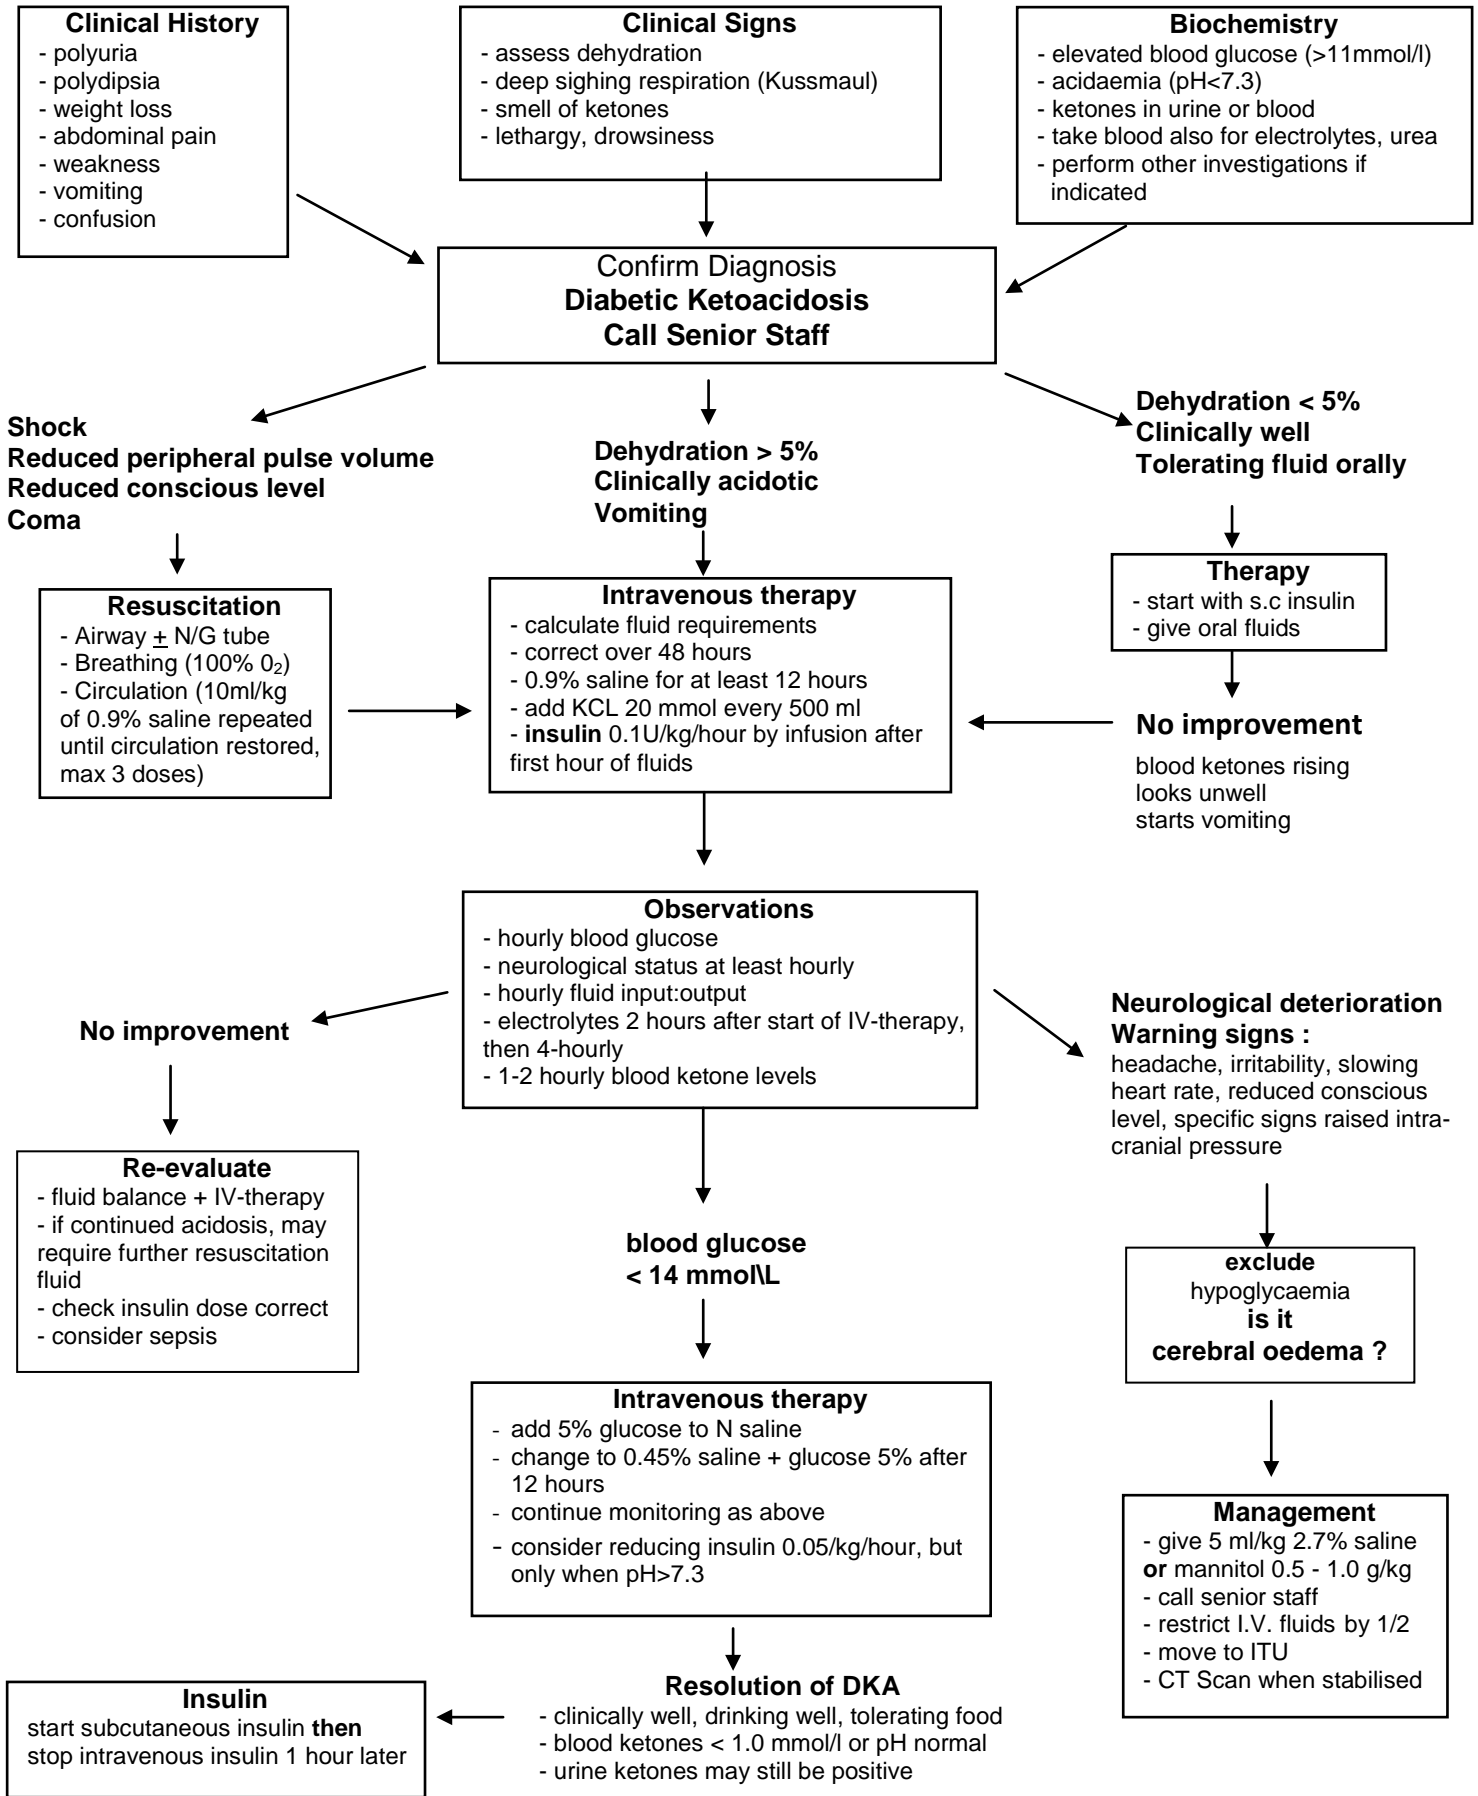 Clinical History
- polyuria
- polydipsia
- weight loss
- abdominal pain
- weakness
- vomiting
- confusion
Clinical Signs
- assess dehydration
- deep sighing respiration (Kussmaul)
- smell of ketones
- lethargy, drowsiness
Biochemistry
- elevated blood glucose (>11mmol/l)
- acidaemia (pH<7.3)
- ketones in urine or blood
- take blood also for electrolytes, urea
- perform other investigations if
indicated
Confirm Diagnosis
Diabetic Ketoacidosis
Call Senior Staff
Shock
Reduced peripheral pulse volume
Reduced conscious level
Coma
Dehydration > 5%
Clinically acidotic
Vomiting
Dehydration < 5%
Clinically well
Tolerating fluid orally
Resuscitation
- Airway ± N/G tube
- Breathing (100% 0₂)
- Circulation (10ml/kg
of 0.9% saline repeated
until circulation restored,
max 3 doses)
Intravenous therapy
- calculate fluid requirements
- correct over 48 hours
- 0.9% saline for at least 12 hours
- add KCL 20 mmol every 500 ml
- insulin 0.1U/kg/hour by infusion after
first hour of fluids
Therapy
- start with s.c insulin
- give oral fluids
No improvement
blood ketones rising
looks unwell
starts vomiting
Observations
- hourly blood glucose
- neurological status at least hourly
- hourly fluid input:output
- electrolytes 2 hours after start of IV-therapy,
then 4-hourly
- 1-2 hourly blood ketone levels
No improvement
Re-evaluate
- fluid balance + IV-therapy
- if continued acidosis, may
require further resuscitation
fluid
- check insulin dose correct
- consider sepsis
Neurological deterioration
Warning signs :
headache, irritability, slowing
heart rate, reduced conscious
level, specific signs raised intra-
cranial pressure
blood glucose
< 14 mmol\L
exclude
hypoglycaemia
is it
cerebral oedema ?
Intravenous therapy
- add 5% glucose to N saline
- change to 0.45% saline + glucose 5% after
12 hours
- continue monitoring as above
- consider reducing insulin 0.05/kg/hour, but
only when pH>7.3
Management
- give 5 ml/kg 2.7% saline
or mannitol 0.5 - 1.0 g/kg
- call senior staff
- restrict I.V. fluids by 1/2
- move to ITU
- CT Scan when stabilised
Resolution of DKA
- clinically well, drinking well, tolerating food
- blood ketones < 1.0 mmol/l or pH normal
- urine ketones may still be positive
Insulin
start subcutaneous insulin then
stop intravenous insulin 1 hour later